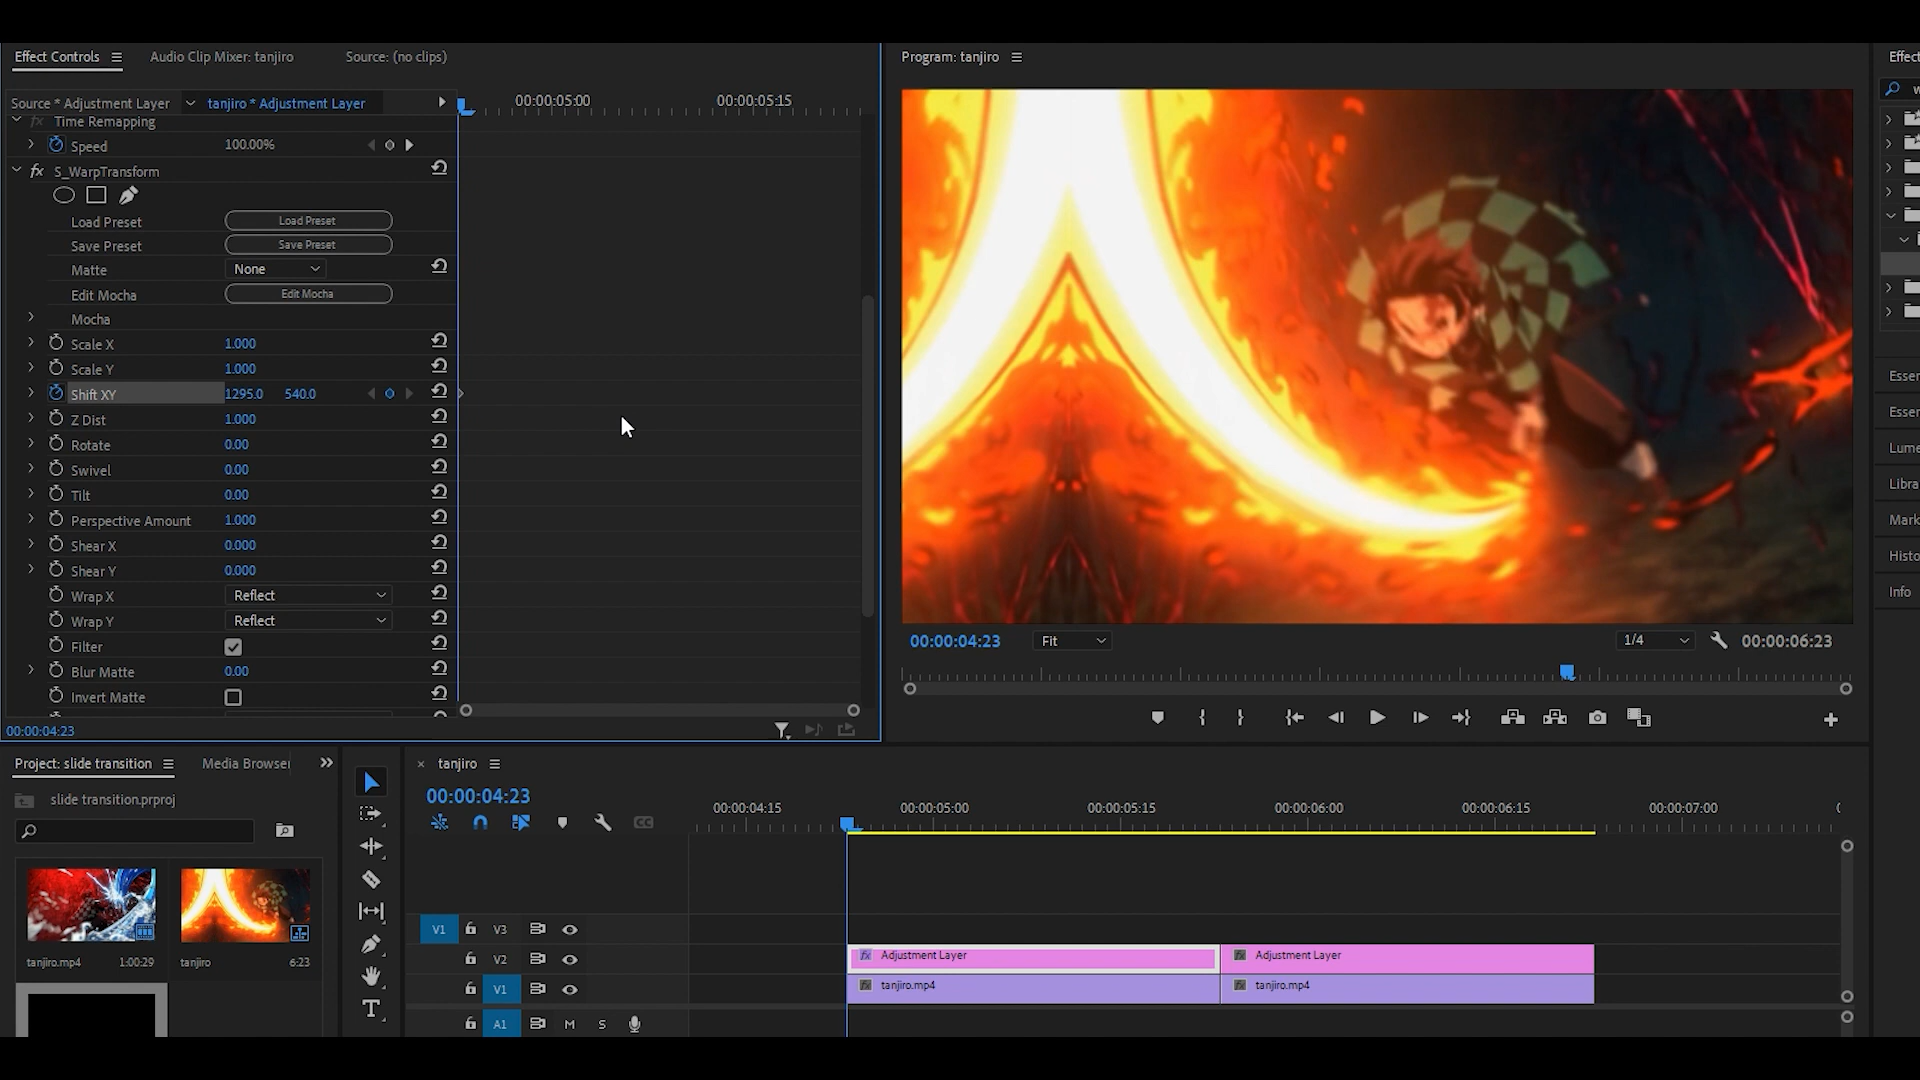 Effect Controls
Audio Clip Mixer: tanjiro
Source: (no clips)
Source * Adjustment Layer
tanjiro * Adjustment Layer
00:00:05:00
00:00:05:15
Time Remapping
Speed 100.00%
fx S_WarpTransform
Load Preset Load Preset
Save Preset Save Preset
Matte None
Edit Mocha Edit Mocha
Mocha
Scale X 1.000
Scale Y 1.000
Shift XY 1295.0 540.0
Z Dist 1.000
Rotate 0.00
Swivel 0.00
Tilt 0.00
Perspective Amount 1.000
Shear X 0.000
Shear Y 0.000
Wrap X Reflect
Wrap Y Reflect
Filter
Blur Matte 0.00
Invert Matte
00:00:04:23
Program: tanjiro
00:00:04:23 Fit 1/4 00:00:06:23
Effect
Esser
Esser
Lume
Libra
Mark
Histo
Info
Project: slide transition
Media Browser
slide transition.prproj
tanjiro.mp4 1:00:29
tanjiro 6:23
T
× tanjiro
00:00:04:23
00:00:04:15 00:00:05:00 00:00:05:15 00:00:06:00 00:00:06:15 00:00:07:00
CC
V1 V3
V2 fx Adjustment Layer fx Adjustment Layer
V1 fx tanjiro.mp4 fx tanjiro.mp4
A1 M S